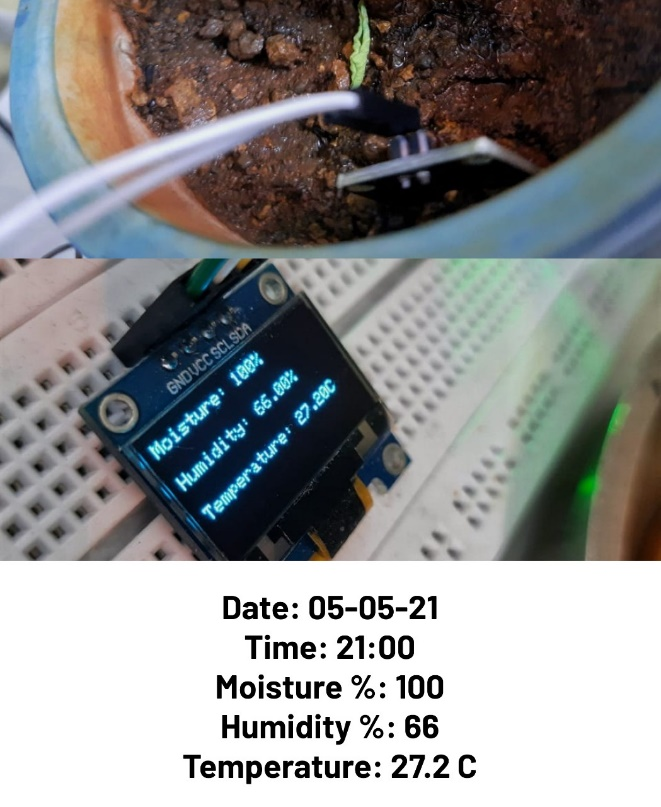 GND VCC SCL SDA
Moisture: 100%
Humidity: 66.00%
Temperature: 27.20C
Date: 05-05-21
Time: 21:00
Moisture %: 100
Humidity %: 66
Temperature: 27.2 C